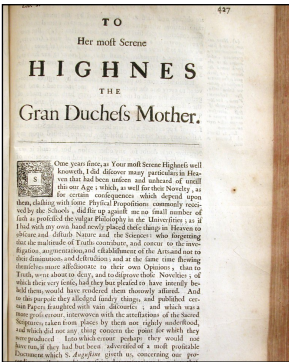 427
TO
Her most Serene
HIGHNES
THE
Gran Duchess Mother.
SOme years since, as Your most Serene Highness well
knoweth, I did discover many particulars in Hea-
ven that had been unseen and unheard of untill
this our Age; which, as well for their Novelty, as
for certain consequences which depend upon
them, clashing with some Physical Propositions commonly recei-
ved by the Schools, did stir up against me no small number of
such as professed the vulgar Philosophy in the Universities; as if
I had with my own hand newly placed these things in Heaven to
obscure and disturb Nature and the Sciences: who forgetting
that the multitude of Truths contribute, and concur to the inve-
stigation, augmentation, and establishment of the Arts, and not to
their diminution, and destruction; and at the same time shewing
themselves more affectionate to their own Opinions, than to
Truth, went about to deny, and to disprove those Novelties; of
which their very sense, had they but pleased to have intently be-
held them, would have rendered them thorowly assured. And
to this purpose they alledged sundry things, and published cer-
tain Papers fraughted with vain discourses; and which was a
more gross errour, interwoven with the attestations of the Sacred
Scriptures, taken from places by them not rightly understood,
and which did not any thing concern the point for which they
were produced. Into which errour perhaps they would not
have run, if they had but been advertised of a most profitable
Document which S. Augustine giveth us, concerning our pro-